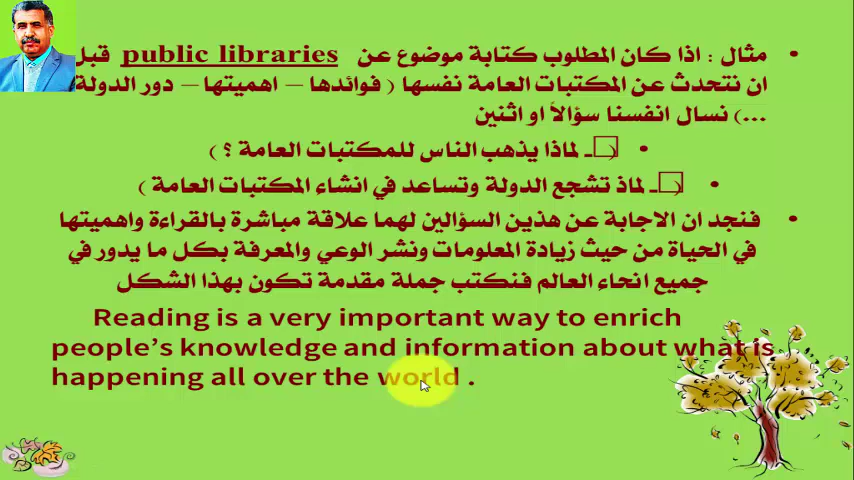 • مثال : اذا كان المطلوب كتابة موضوع عن public libraries قبل
ان نتحدث عن المكتبات العامة نفسها ( فوائدها – اهميتها – دور الدولة
...) نسال انفسنا سؤالاً او اثنين
• (□ـ لماذا يذهب الناس للمكتبات العامة ؟ )
• (□ـ لماذ تشجع الدولة وتساعد في انشاء المكتبات العامة )
• فنجد ان الاجابة عن هذين السؤالين لهما علاقة مباشرة بالقراءة واهميتها
في الحياة من حيث زيادة المعلومات ونشر الوعي والمعرفة بكل ما يدور في
جميع انحاء العالم فنكتب جملة مقدمة تكون بهذا الشكل
Reading is a very important way to enrich
people’s knowledge and information about what is
happening all over the world .